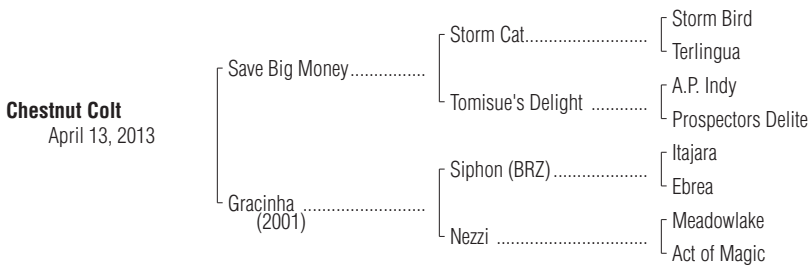 Storm Bird
Storm Cat................................
Terlingua
Save Big Money.................
A.P. Indy
Tomisue's Delight ...............
Prospectors Delite
Chestnut Colt
April 13, 2013
Itajara
Siphon (BRZ).......................
Ebrea
Gracinha ............................
(2001)
Meadowlake
Nezzi .....................................
Act of Magic